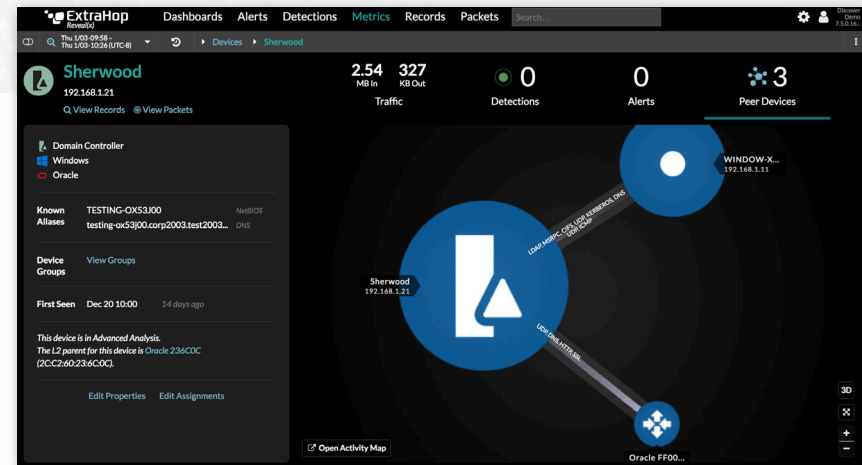 ExtraHop
Reveal(x)
Dashboards Alerts Detections Metrics Records Packets Search...
Discover
Demo
7.5.0.16...
Thu 1/03-09:58 -
Thu 1/03-10:26 (UTC-8)
Devices Sherwood
Sherwood
192.168.1.21
View Records View Packets
2.54 327
MB In KB Out
Traffic
0
Detections
0
Alerts
3
Peer Devices
Domain Controller
Windows
Oracle
Known
Aliases
TESTING-OX53J00 NetBIOS
testing-ox53j00.corp2003.test2003... DNS
Device
Groups
View Groups
First Seen Dec 20 10:00 14 days ago
This device is in Advanced Analysis.
The L2 parent for this device is Oracle 236C0C
(2C:C2:60:23:6C:0C).
Edit Properties Edit Assignments
WINDOW-X...
192.168.1.11
LDAP, MSRPC, CIFS, UDP, KERBEROS, DNS
UDP, ICMP
Sherwood
192.168.1.21
UDP, DNS, HTTP, SSL
Oracle FF00...
Open Activity Map
3D